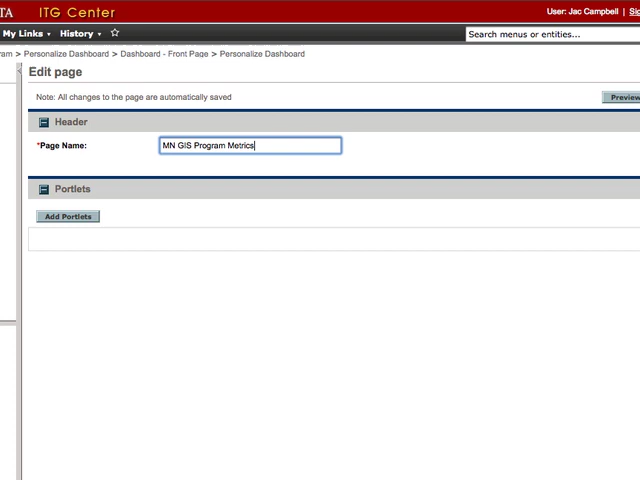 TA ITG Center User: Jac Campbell |
My Links History Search menus or entities...
ram > Personalize Dashboard > Dashboard - Front Page > Personalize Dashboard
Edit page
Note: All changes to the page are automatically saved Preview
Header
*Page Name: MN GIS Program Metrics
Portlets
Add Portlets